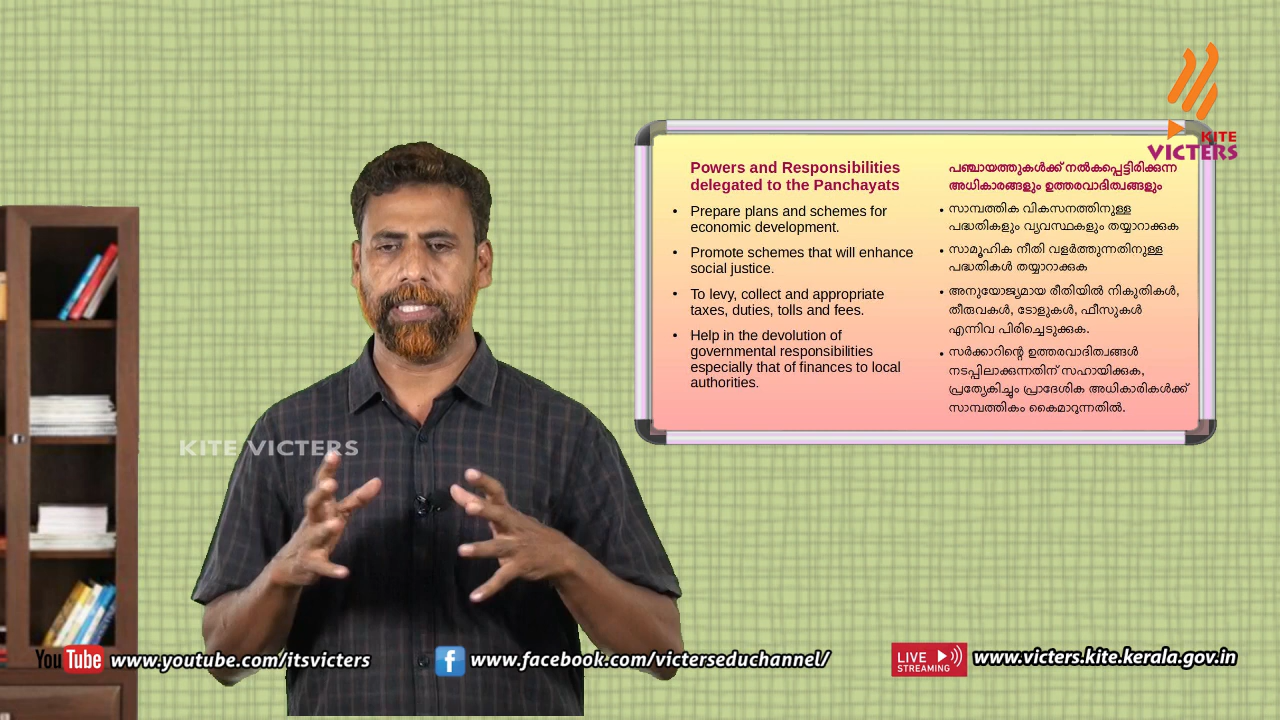 KITE
VICTERS
Powers and Responsibilities
delegated to the Panchayats
• Prepare plans and schemes for
economic development.
• Promote schemes that will enhance
social justice.
• To levy, collect and appropriate
taxes, duties, tolls and fees.
• Help in the devolution of
governmental responsibilities
especially that of finances to local
authorities.
പഞ്ചായത്തുകൾക്ക് നൽകപ്പെട്ടിരിക്കുന്ന
അധികാരങ്ങളും ഉത്തരവാദിത്വങ്ങളും
• സാമ്പത്തിക വികസനത്തിനുള്ള
പദ്ധതികളും വ്യവസ്ഥകളും തയ്യാറാക്കുക
• സാമൂഹിക നീതി വളർത്തുന്നതിനുള്ള
പദ്ധതികൾ തയ്യാറാക്കുക
• അനുയോജ്യമായ രീതിയിൽ നികുതികൾ,
തീരുവകൾ, ടോളുകൾ, ഫീസുകൾ
എന്നിവ പിരിച്ചെടുക്കുക.
• സർക്കാറിന്റെ ഉത്തരവാദിത്വങ്ങൾ
നടപ്പിലാക്കുന്നതിന് സഹായിക്കുക,
പ്രത്യേകിച്ചും പ്രാദേശിക അധികാരികൾക്ക്
സാമ്പത്തികം കൈമാറുന്നതിൽ.
KITE VICTERS
YouTube www.youtube.com/itsvicters
f www.facebook.com/victerseduchannel/
LIVE
STREAMING
www.victers.kite.kerala.gov.in